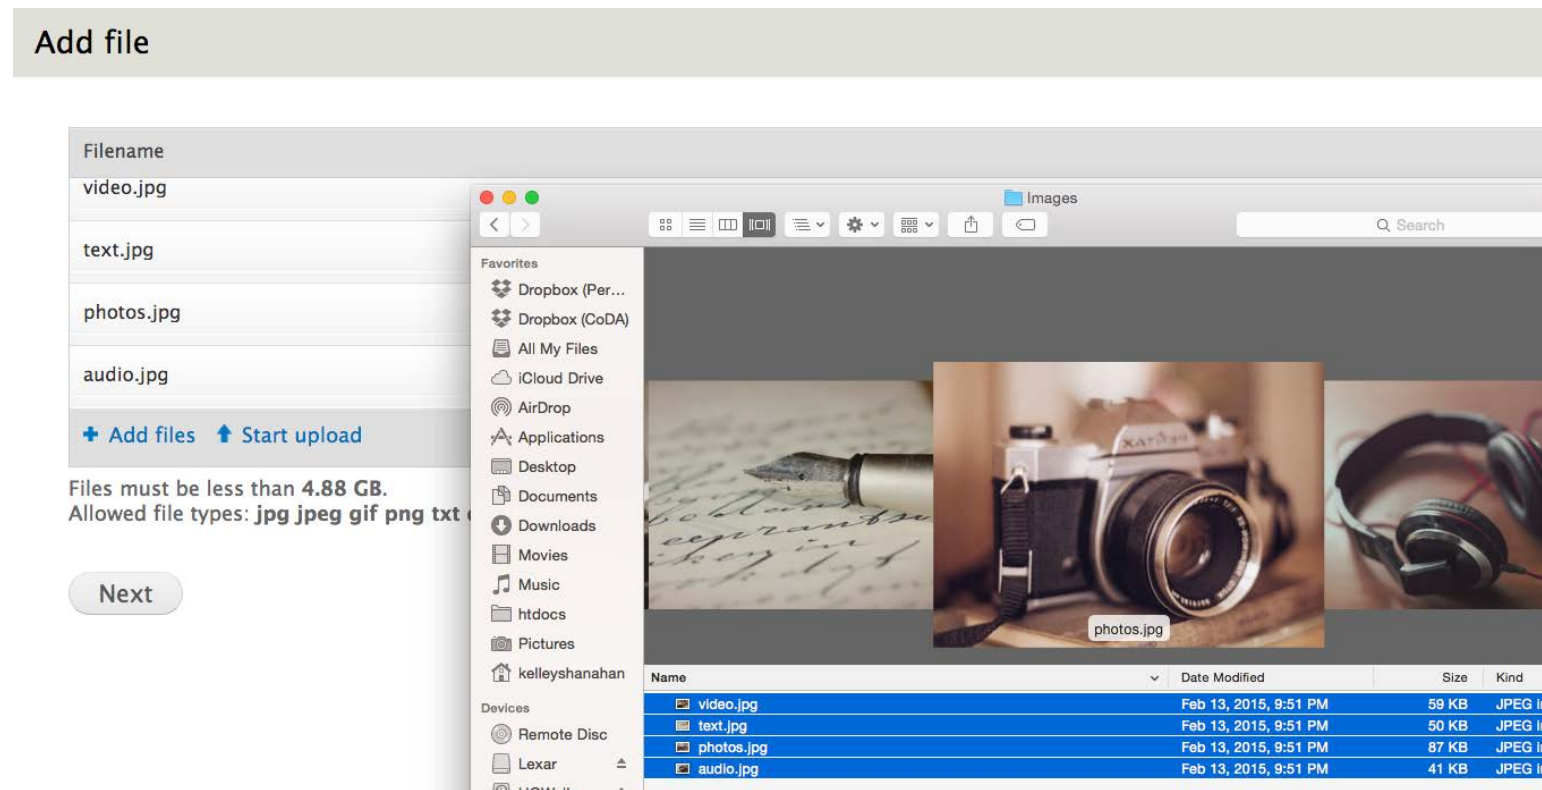 Add file
Filename
video.jpg
text.jpg
photos.jpg
audio.jpg
+ Add files Start upload
Files must be less than 4.88 GB.
Allowed file types: jpg jpeg gif png txt
Next
Images
Search
Favorites
Dropbox (Per...
Dropbox (CoDA)
All My Files
iCloud Drive
AirDrop
Applications
Desktop
Documents
Downloads
Movies
Music
htdocs
Pictures
kelleyshanahan
Devices
Remote Disc
Lexar
photos.jpg
Name Date Modified Size Kind
video.jpg Feb 13, 2015, 9:51 PM 59 KB JPEG
text.jpg Feb 13, 2015, 9:51 PM 50 KB JPEG
photos.jpg Feb 13, 2015, 9:51 PM 87 KB JPEG
audio.jpg Feb 13, 2015, 9:51 PM 41 KB JPEG